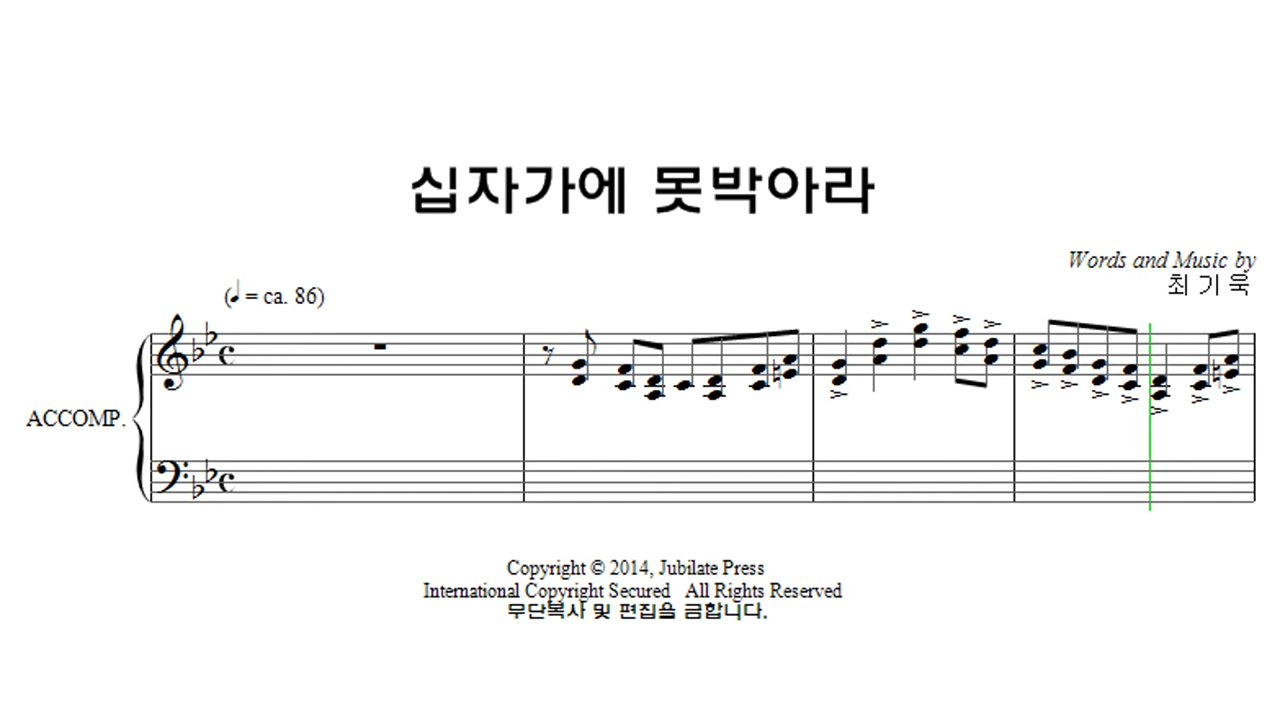 십자가에 못박아라
Words and Music by
최 기 욱
(♩ = ca. 86)
ACCOMP.
Copyright © 2014, Jubilate Press
International Copyright Secured   All Rights Reserved
무단복사 및 편집을 금합니다.